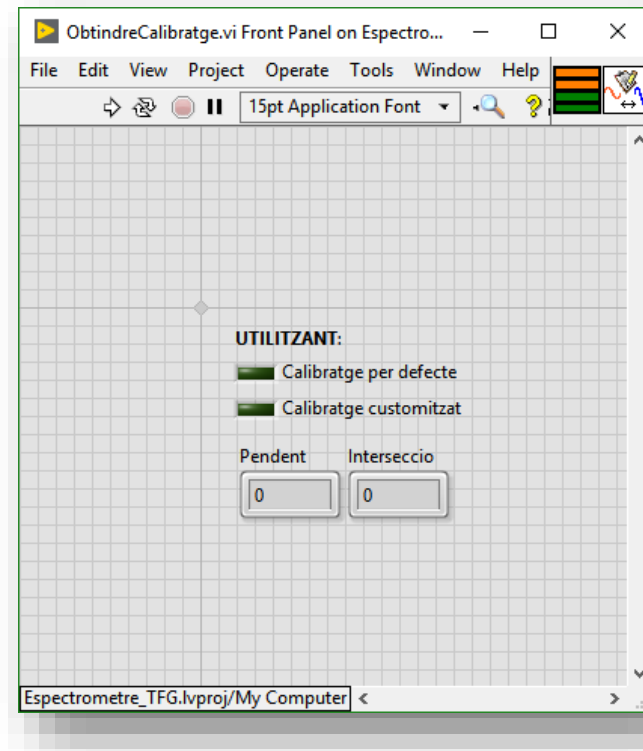 ObtindreCalibratge.vi Front Panel on Espectro...
File Edit View Project Operate Tools Window Help
15pt Application Font
UTILITZANT:
Calibratge per defecte
Calibratge customitzat
Pendent Interseccio
0 0
Espectrometre_TFG.lvproj/My Computer